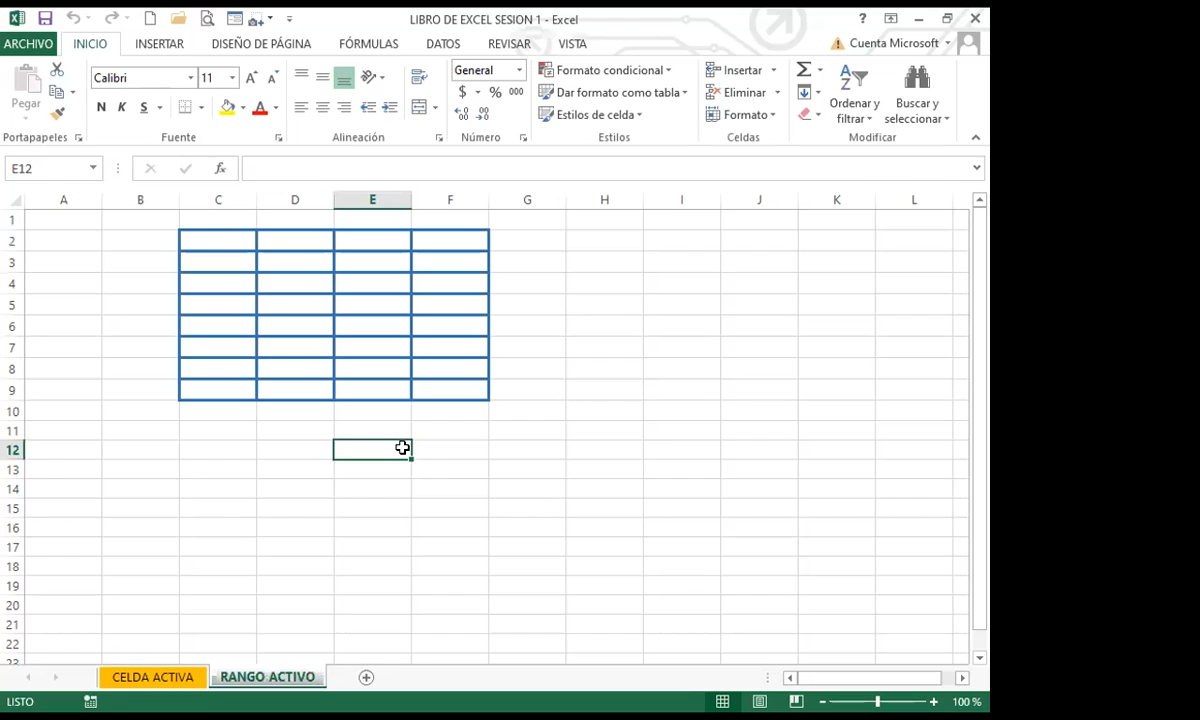 LIBRO DE EXCEL SESION 1 - Excel
ARCHIVO INICIO INSERTAR DISEÑO DE PÁGINA FÓRMULAS DATOS REVISAR VISTA Cuenta Microsoft
Pegar
Calibri 11
N K S
General
$ % 000
Formato condicional
Dar formato como tabla
Estilos de celda
Insertar
Eliminar
Formato
Ordenar y filtrar
Buscar y seleccionar
Portapapeles Fuente Alineación Número Estilos Celdas Modificar
E12 fx
A B C D E F G H I J K L
1
2
3
4
5
6
7
8
9
10
11
12
13
14
15
16
17
18
19
20
21
22
23
CELDA ACTIVA RANGO ACTIVO
LISTO 100 %